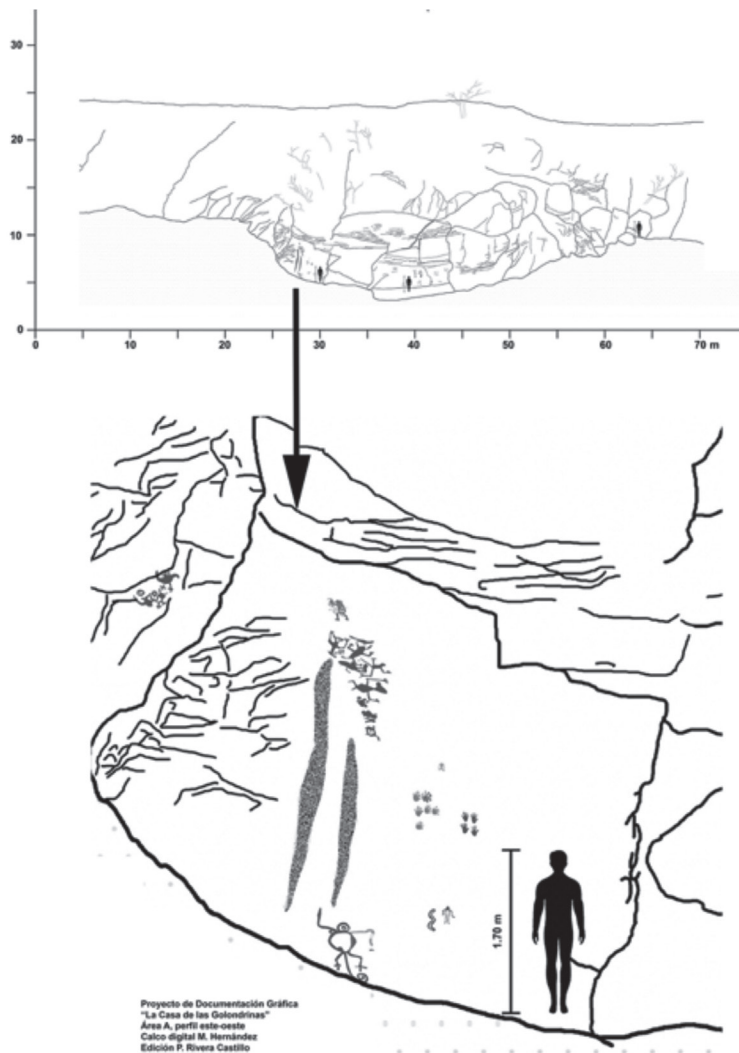 30
20
10
0
0 10 20 30 40 50 60 70 m
1.70 m
Proyecto de Documentación Gráfica
"La Casa de las Golondrinas"
Área A, perfil este-oeste
Calco digital M. Hernández
Edición P. Rivera Castillo